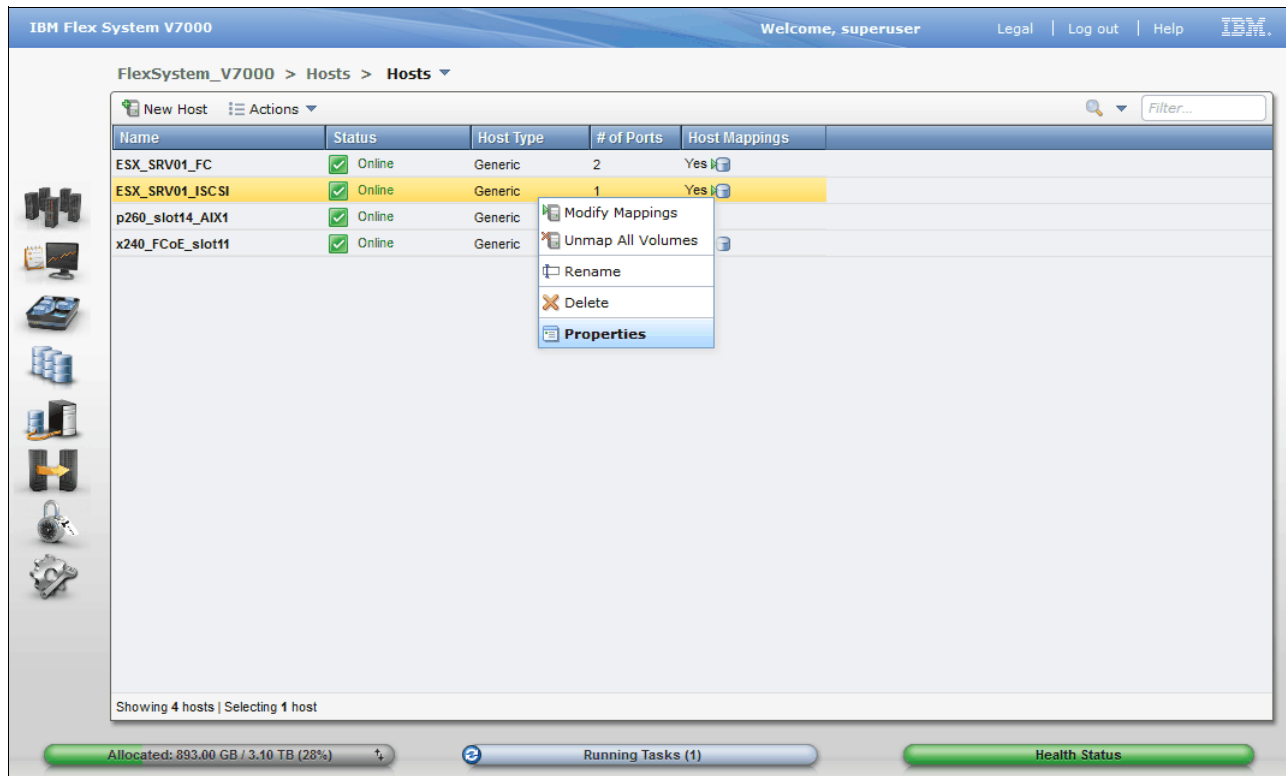 IBM Flex System V7000 Welcome, superuser Legal | Log out | Help IBM.
FlexSystem_V7000 > Hosts > Hosts
New Host Actions Filter...
Name Status Host Type # of Ports Host Mappings
ESX_SRV01_FC Online Generic 2 Yes
ESX_SRV01_ISCSI Online Generic 1 Yes
p260_slot14_AIX1 Online Generic
x240_FCoE_slot11 Online Generic
Modify Mappings
Unmap All Volumes
Rename
Delete
Properties
Showing 4 hosts | Selecting 1 host
Allocated: 893.00 GB / 3.10 TB (28%) Running Tasks (1) Health Status